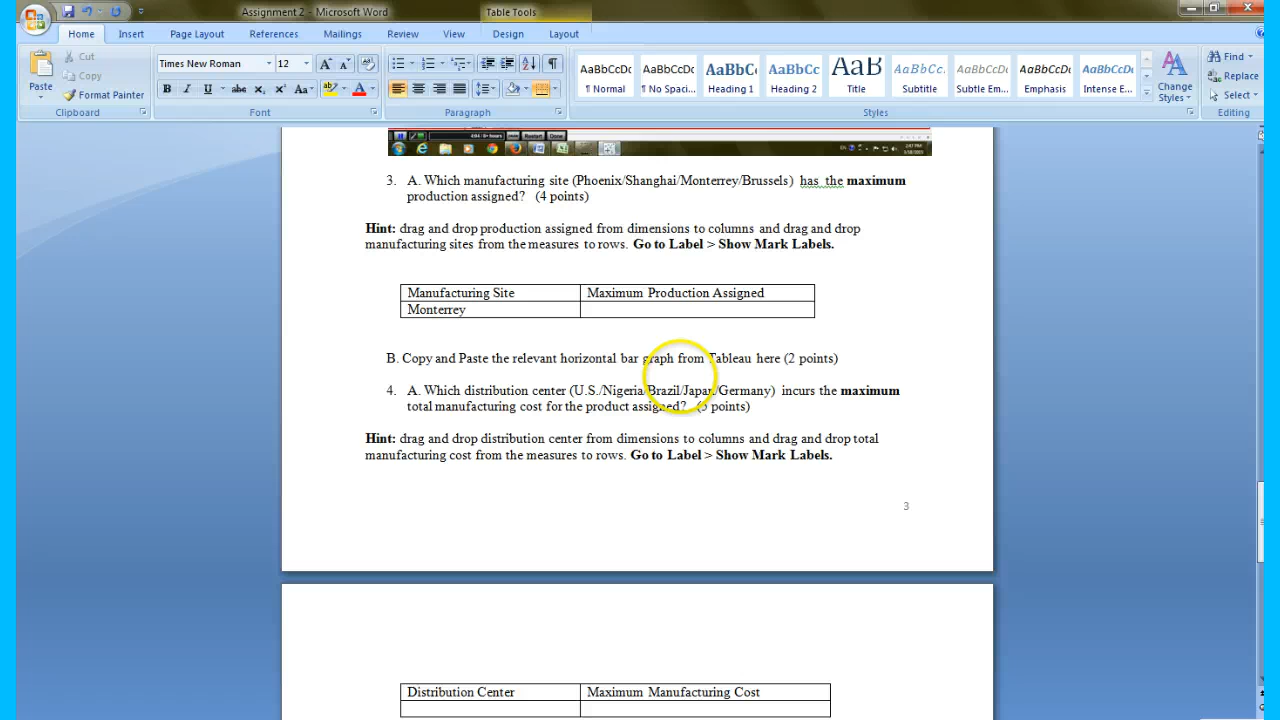 Assignment 2 - Microsoft Word
Table Tools
Home Insert Page Layout References Mailings Review View Design Layout
Paste
Cut
Copy
Format Painter
Clipboard
Times New Roman 12
Font
Paragraph
AaBbCcDc AaBbCcDc AaBbC AaBbCc AaB AaBbCc. AaBbCcDc AaBbCcDc AaBbCcDc
¶ Normal ¶ No Spaci... Heading 1 Heading 2 Title Subtitle Subtle Em... Emphasis Intense E...
Change Styles
Styles
Find
Replace
Select
Editing
3. A. Which manufacturing site (Phoenix/Shanghai/Monterrey/Brussels) has the maximum
production assigned? (4 points)
Hint: drag and drop production assigned from dimensions to columns and drag and drop
manufacturing sites from the measures to rows. Go to Label > Show Mark Labels.
Manufacturing Site Maximum Production Assigned
Monterrey
B. Copy and Paste the relevant horizontal bar graph from Tableau here (2 points)
4. A. Which distribution center (U.S./Nigeria/Brazil/Japan/Germany) incurs the maximum
total manufacturing cost for the product assigned? points)
Hint: drag and drop distribution center from dimensions to columns and drag and drop total
manufacturing cost from the measures to rows. Go to Label > Show Mark Labels.
3
Distribution Center Maximum Manufacturing Cost